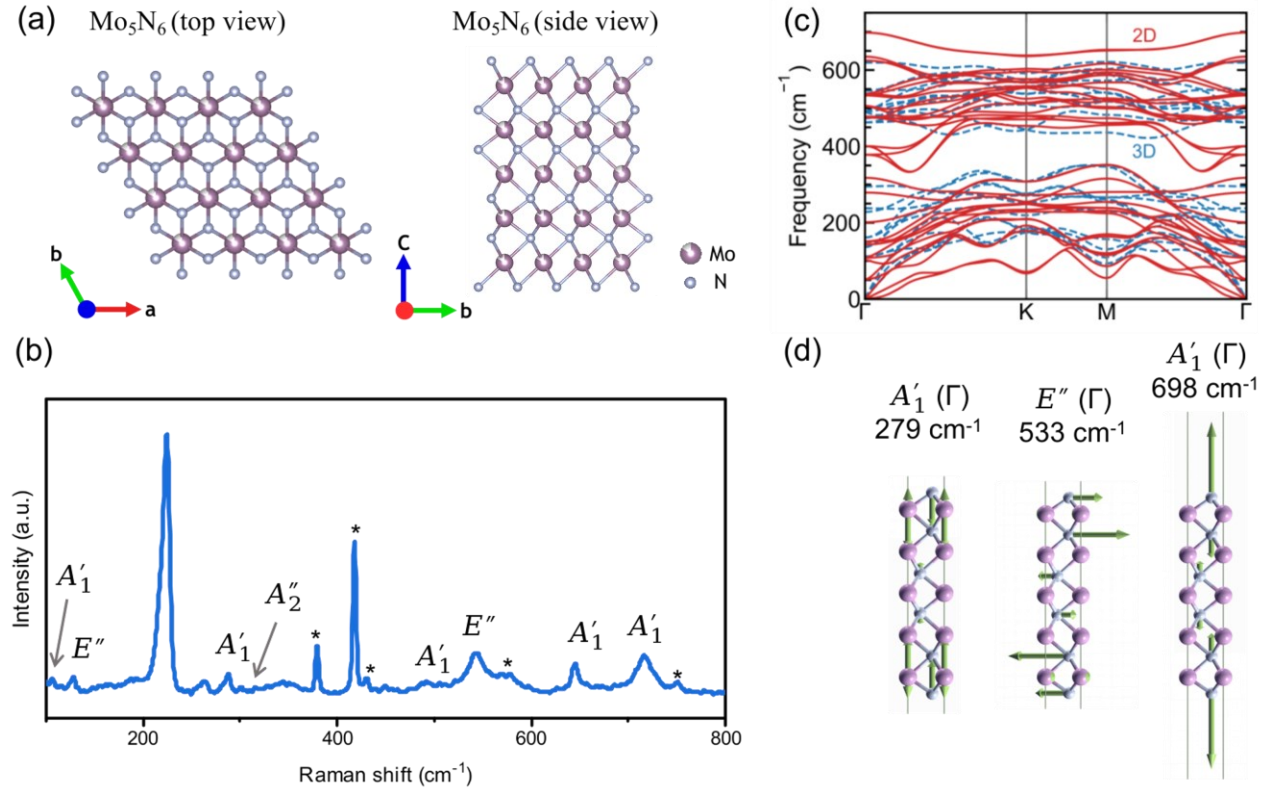 (a)
Mo₅N₆ (top view)
Mo₅N₆ (side view)
b
a
C
b
Mo
N
(b)
Intensity (a.u.)
A′₁
E″
A′₁
A″₂
*
*
*
A′₁
E″
*
A′₁
A′₁
*
200
400
600
800
Raman shift (cm⁻¹)
(c)
Frequency (cm⁻¹)
600
400
200
0
2D
3D
Γ
K
M
Γ
(d)
A′₁ (Γ)
279 cm⁻¹
E″ (Γ)
533 cm⁻¹
A′₁ (Γ)
698 cm⁻¹